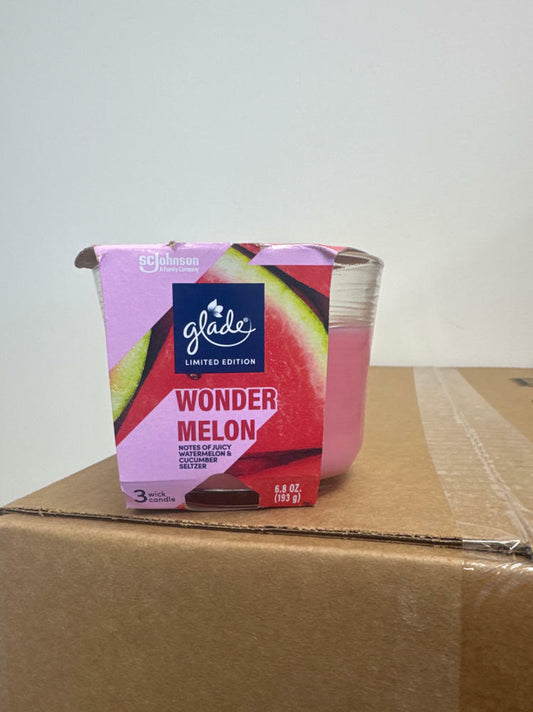 SC Johnson
A Family Company
glade®
LIMITED EDITION
WONDER
MELON
NOTES OF JUICY
WATERMELON &
CUCUMBER
SELTZER
3 wick
candle
6.8 OZ.
(193 g)